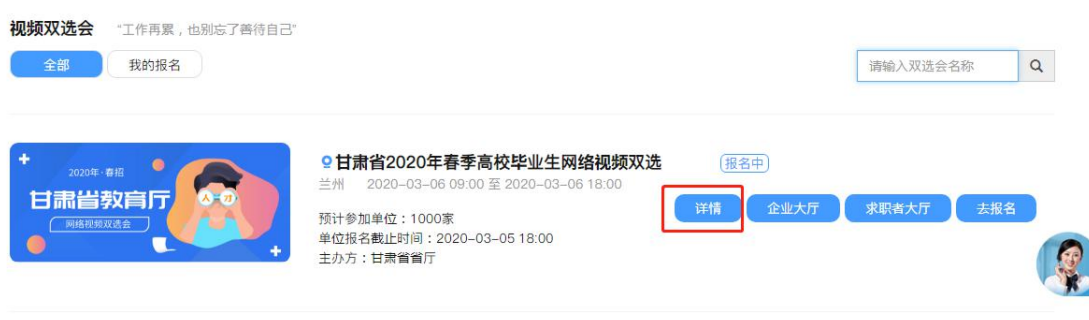 视频双选会 “工作再累，也别忘了善待自己”
全部 我的报名
请输入双选会名称
2020年·春招
甘肃省教育厅
网络视频双选会
人 才
甘肃省2020年春季高校毕业生网络视频双选 报名中
兰州 2020-03-06 09:00 至 2020-03-06 18:00
详情 企业大厅 求职者大厅 去报名
预计参加单位：1000家
单位报名截止时间：2020-03-05 18:00
主办方：甘肃省省厅